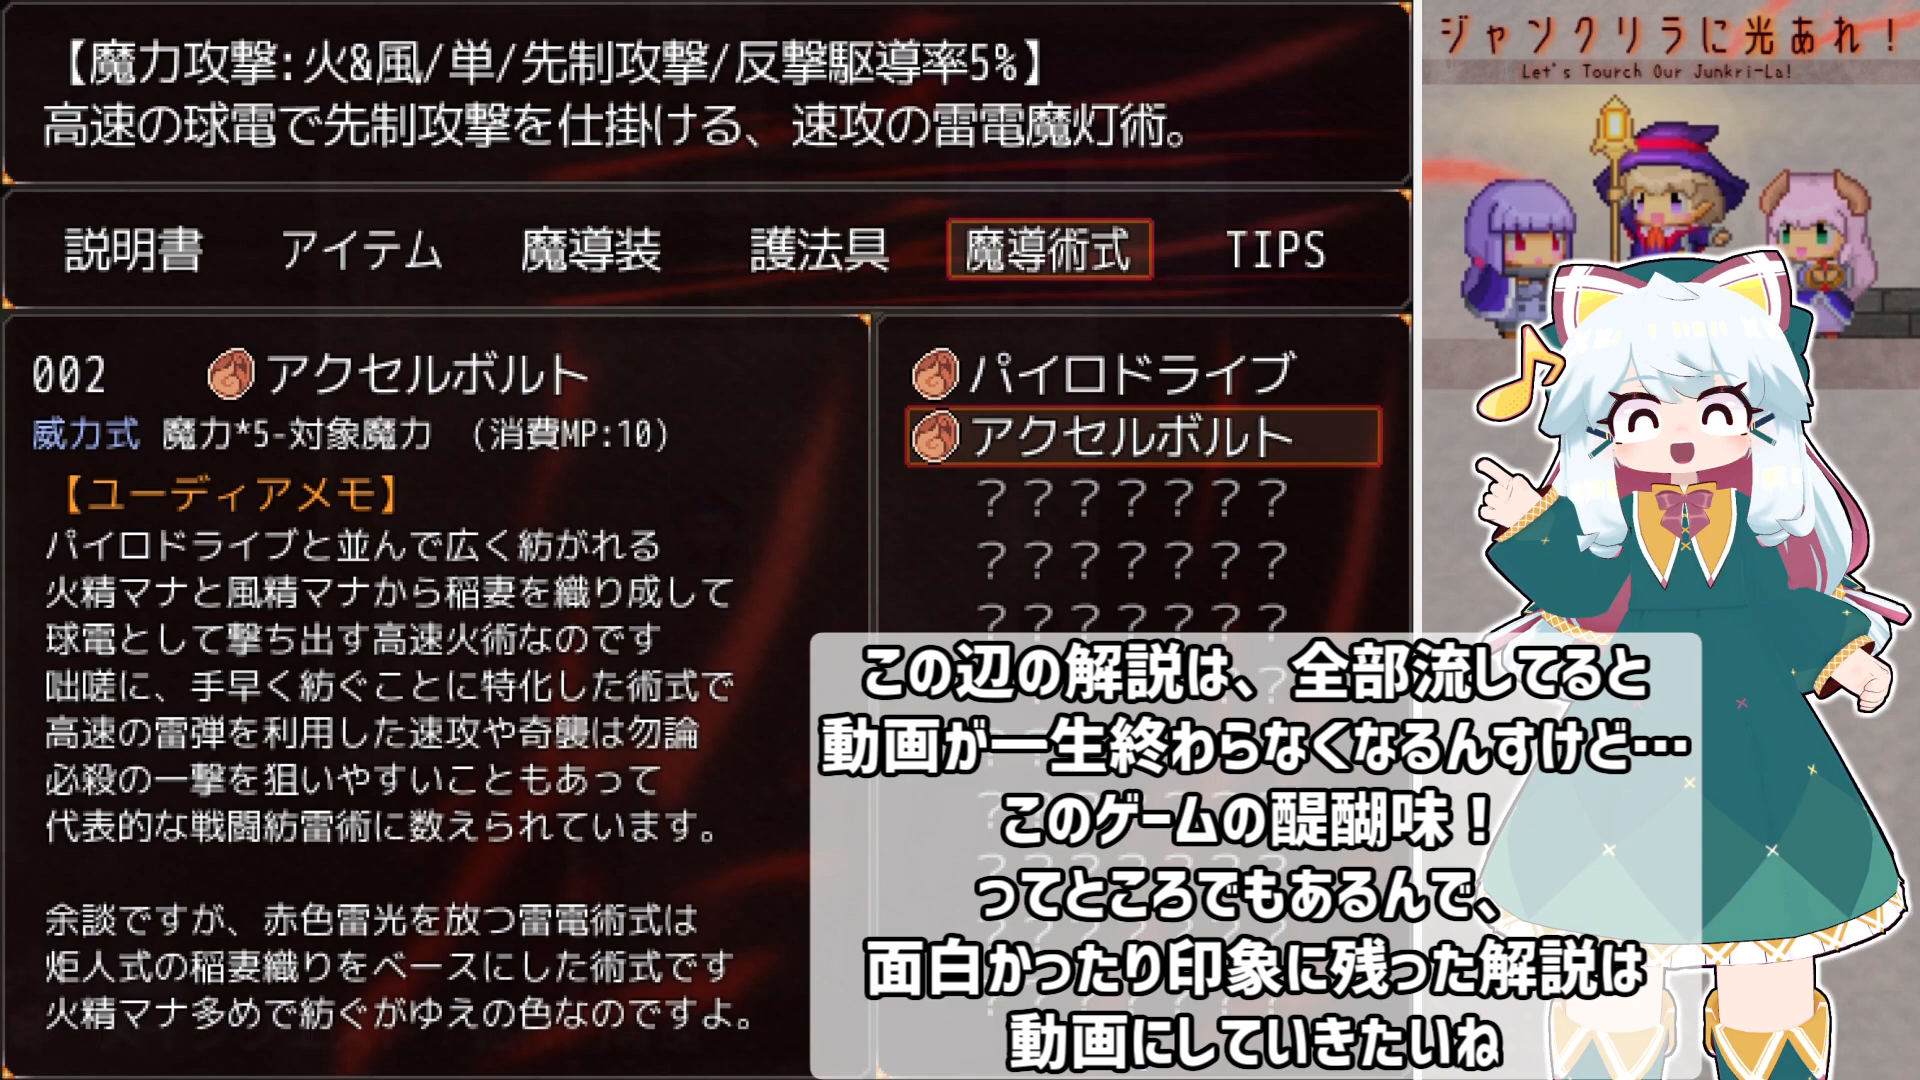 【魔力攻撃:火&風/単/先制攻撃/反撃駆導率5%】
高速の球電で先制攻撃を仕掛ける、速攻の雷電魔灯術。
説明書 アイテム 魔導装 護法具 魔導術式 TIPS
002 アクセルボルト
威力式 魔力*5-対象魔力 (消費MP:10)
【ユーディアメモ】
パイロドライブと並んで広く紡がれる
火精マナと風精マナから稲妻を織り成して
球電として撃ち出す高速火術なのです
咄嗟に、手早く紡ぐことに特化した術式で
高速の雷弾を利用した速攻や奇襲は勿論
必殺の一撃を狙いやすいこともあって
代表的な戦闘紡雷術に数えられています。
余談ですが、赤色雷光を放つ雷電術式は
炬人式の稲妻織りをベースにした術式です
火精マナ多めで紡ぐがゆえの色なのですよ。
パイロドライブ
アクセルボルト
???????
???????
???????
ジャンクリラに光あれ!
Let's Tourch Our Junkri-La!
この辺の解説は、全部流してると
動画が一生終わらなくなるんすけど…
このゲームの醍醐味!
ってところでもあるんで、
面白かったり印象に残った解説は
動画にしていきたいね